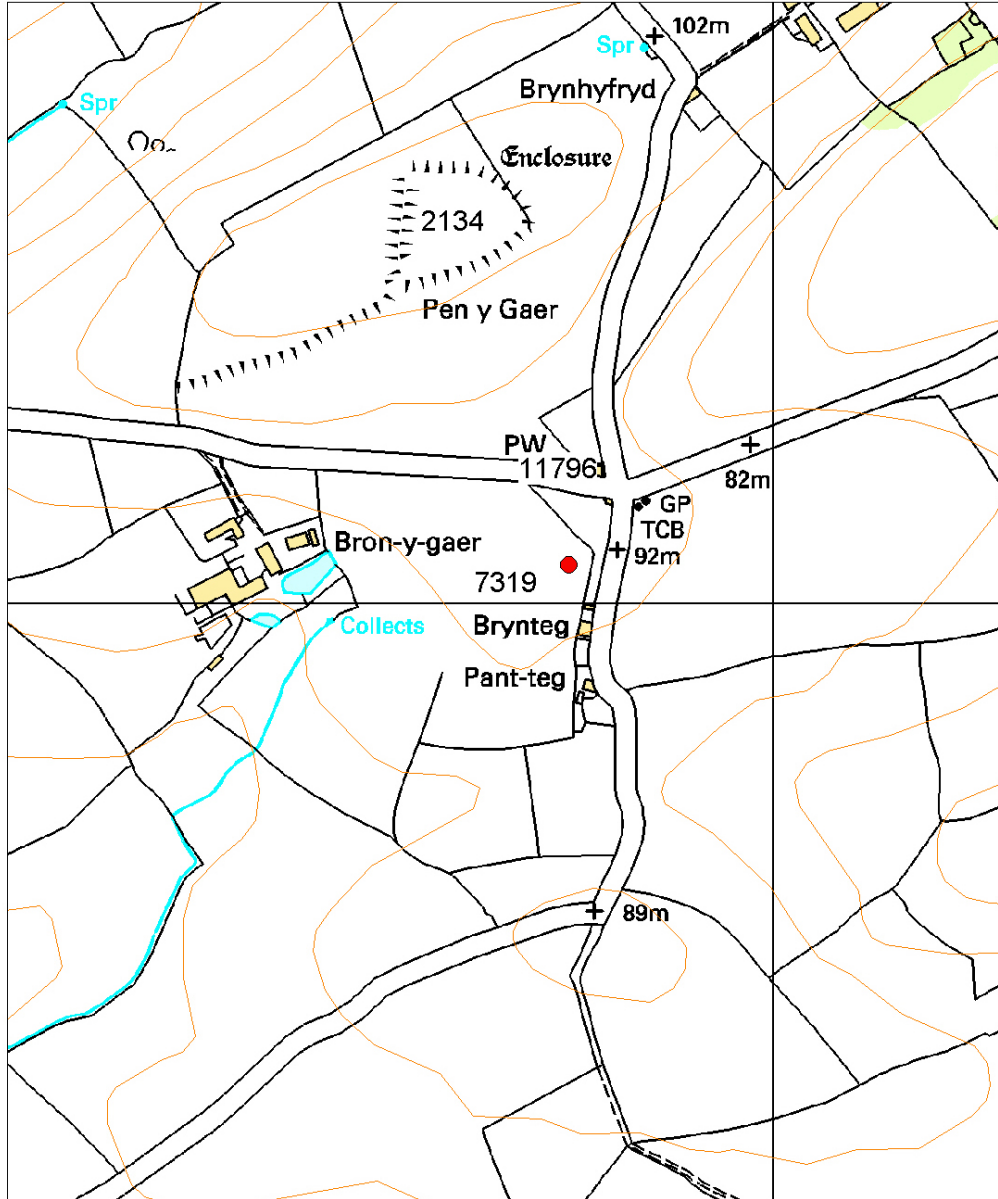 102m
Spr
Brynhyfryd
Spr
Enclosure
2134
Pen y Gaer
PW
11796
82m
GP
TCB
92m
Bron-y-gaer
7319
Collects
Brynteg
Pant-teg
89m